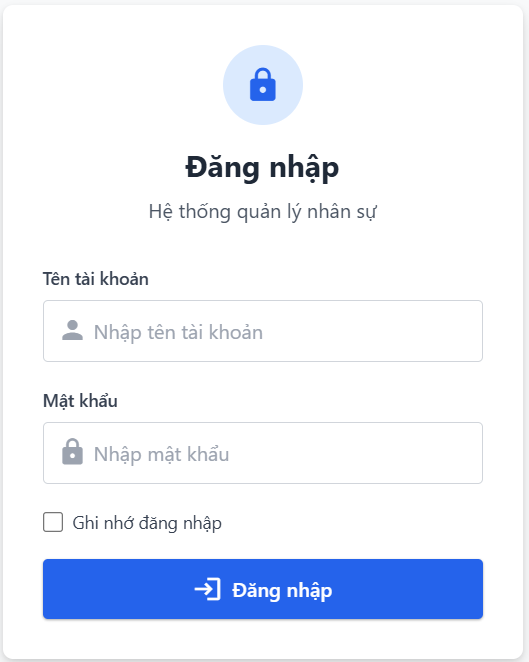 Đăng nhập
Hệ thống quản lý nhân sự
Tên tài khoản
Nhập tên tài khoản
Mật khẩu
Nhập mật khẩu
Ghi nhớ đăng nhập
Đăng nhập